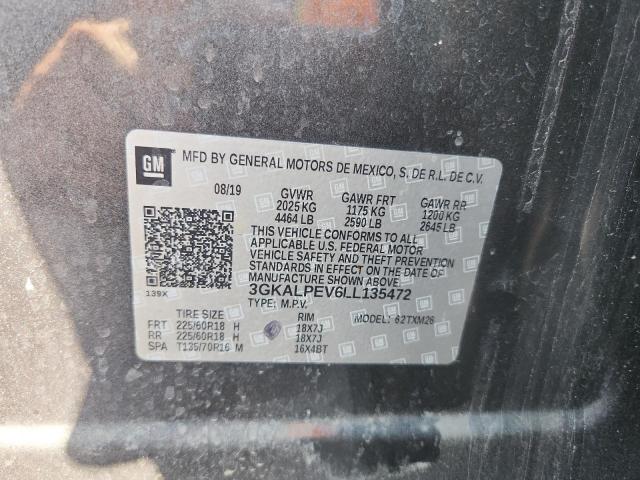 GM
MFD BY GENERAL MOTORS DE MEXICO, S. DE R.L. DE C.V.
08/19 GVWR GAWR FRT GAWR RR
2025 KG 1175 KG 1200 KG
4464 LB 2590 LB 2645 LB
THIS VEHICLE CONFORMS TO ALL
APPLICABLE U.S. FEDERAL MOTOR
VEHICLE SAFETY AND THEFT PREVENTION
STANDARDS IN EFFECT ON THE DATE OF
MANUFACTURE SHOWN ABOVE.
139X
3GKALPEV6LL135472
TYPE: M.P.V.
TIRE SIZE RIM MODEL: 62TXM26
FRT 225/60R18 H 18X7J
RR 225/60R18 H 18X7J
SPA T135/70R16 M 16X4BT